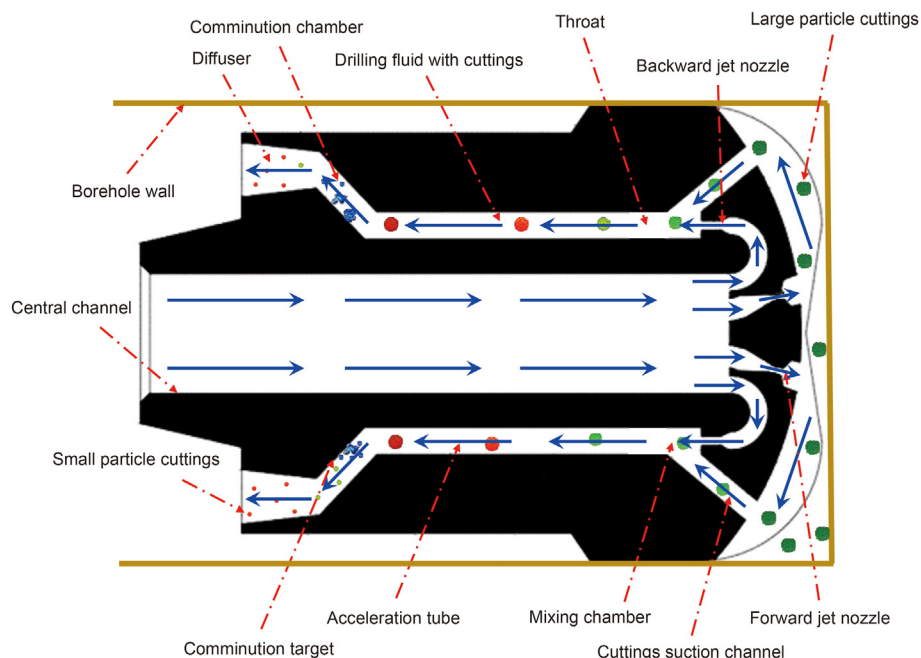 Comminution chamber
Throat
Large particle cuttings
Diffuser
Drilling fluid with cuttings
Backward jet nozzle
Borehole wall
Central channel
Small particle cuttings
Acceleration tube
Mixing chamber
Forward jet nozzle
Comminution target
Cuttings suction channel